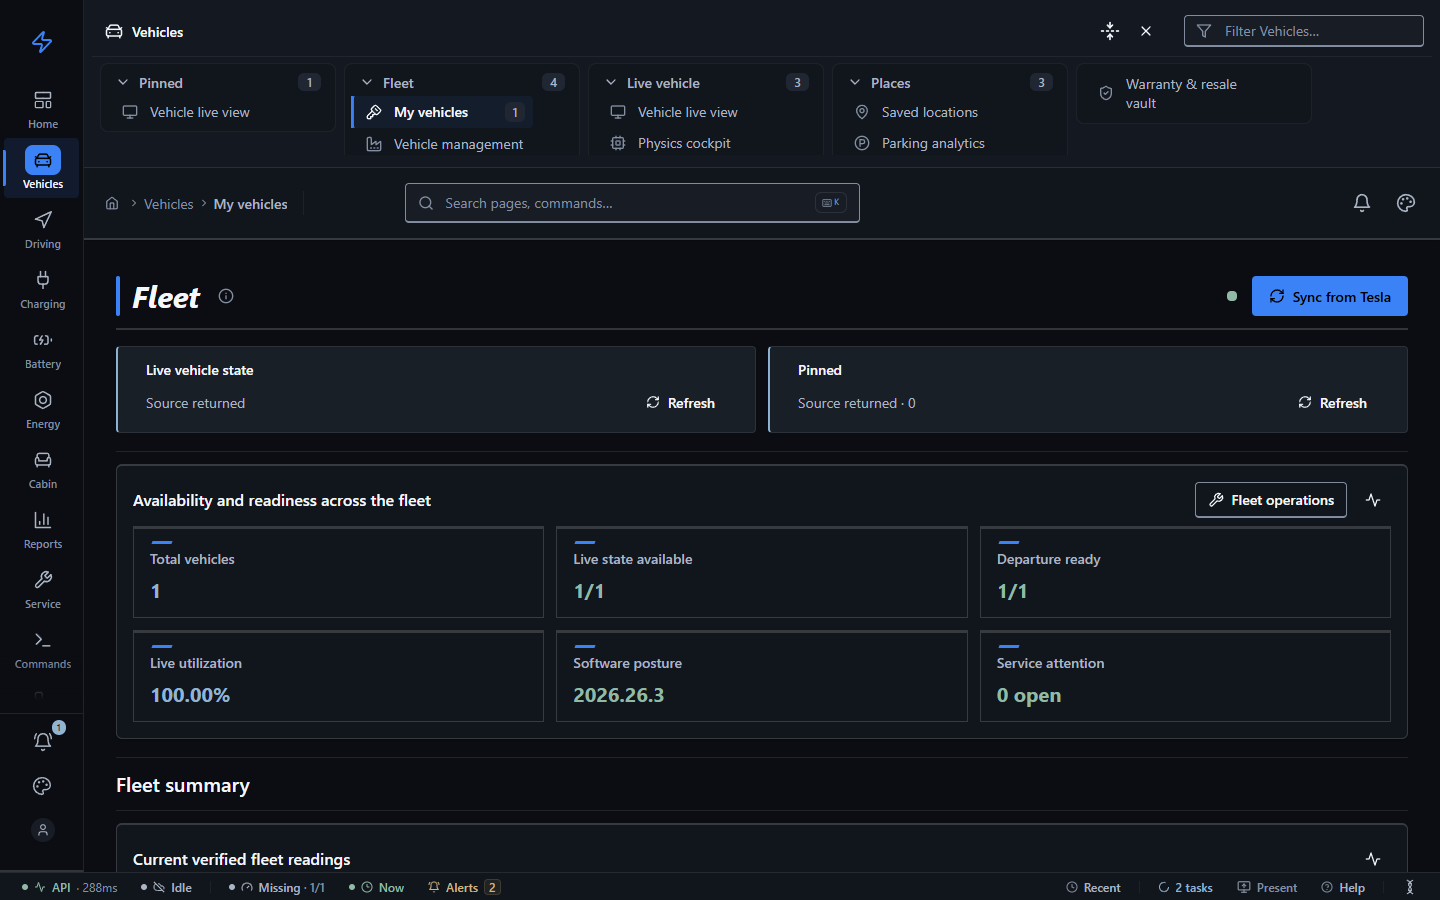 Home
Vehicles
Driving
Charging
Battery
Energy
Cabin
Reports
Service
Commands
1
Vehicles
Filter Vehicles...
Pinned 1
Vehicle live view
Fleet 4
My vehicles 1
Vehicle management
Live vehicle 3
Vehicle live view
Physics cockpit
Places 3
Saved locations
Parking analytics
Warranty & resale
vault
Vehicles
My vehicles
Search pages, commands...
K
Fleet
Sync from Tesla
Live vehicle state
Source returned
Refresh
Pinned
Source returned · 0
Refresh
Availability and readiness across the fleet
Fleet operations
Total vehicles
1
Live state available
1/1
Departure ready
1/1
Live utilization
100.00%
Software posture
2026.26.3
Service attention
0 open
Fleet summary
Current verified fleet readings
API · 288ms
Idle
Missing · 1/1
Now
Alerts 2
Recent
2 tasks
Present
Help